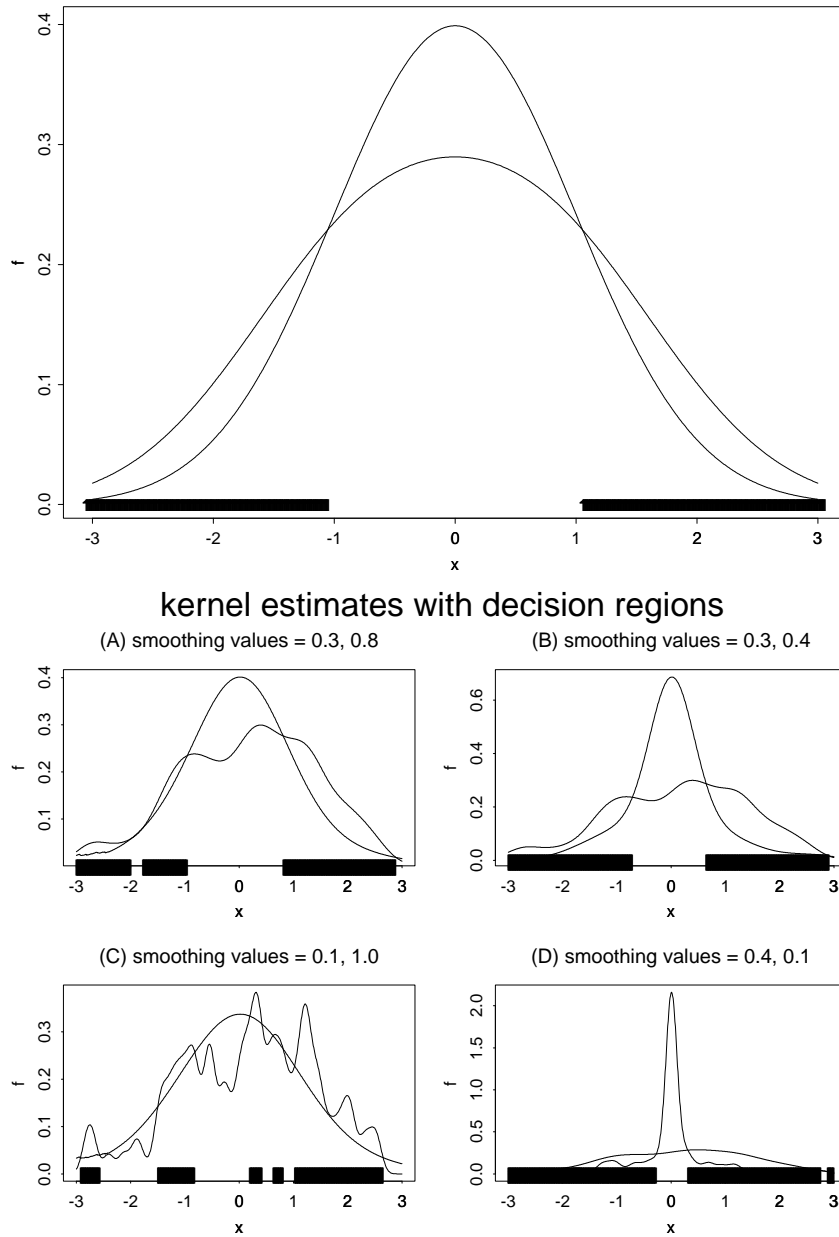 0.4
0.3
f
0.2
0.1
0.0
-3 -2 -1 0 1 2 3
x
kernel estimates with decision regions
(A) smoothing values = 0.3, 0.8
0.4
0.3
f
0.2
0.1
-3 -2 -1 0 1 2 3
x
(B) smoothing values = 0.3, 0.4
0.6
0.4
f
0.2
0.0
-3 -2 -1 0 1 2 3
x
(C) smoothing values = 0.1, 1.0
0.3
0.2
f
0.1
0.0
-3 -2 -1 0 1 2 3
x
(D) smoothing values = 0.4, 0.1
2.0
1.5
f
1.0
0.5
0.0
-3 -2 -1 0 1 2 3
x